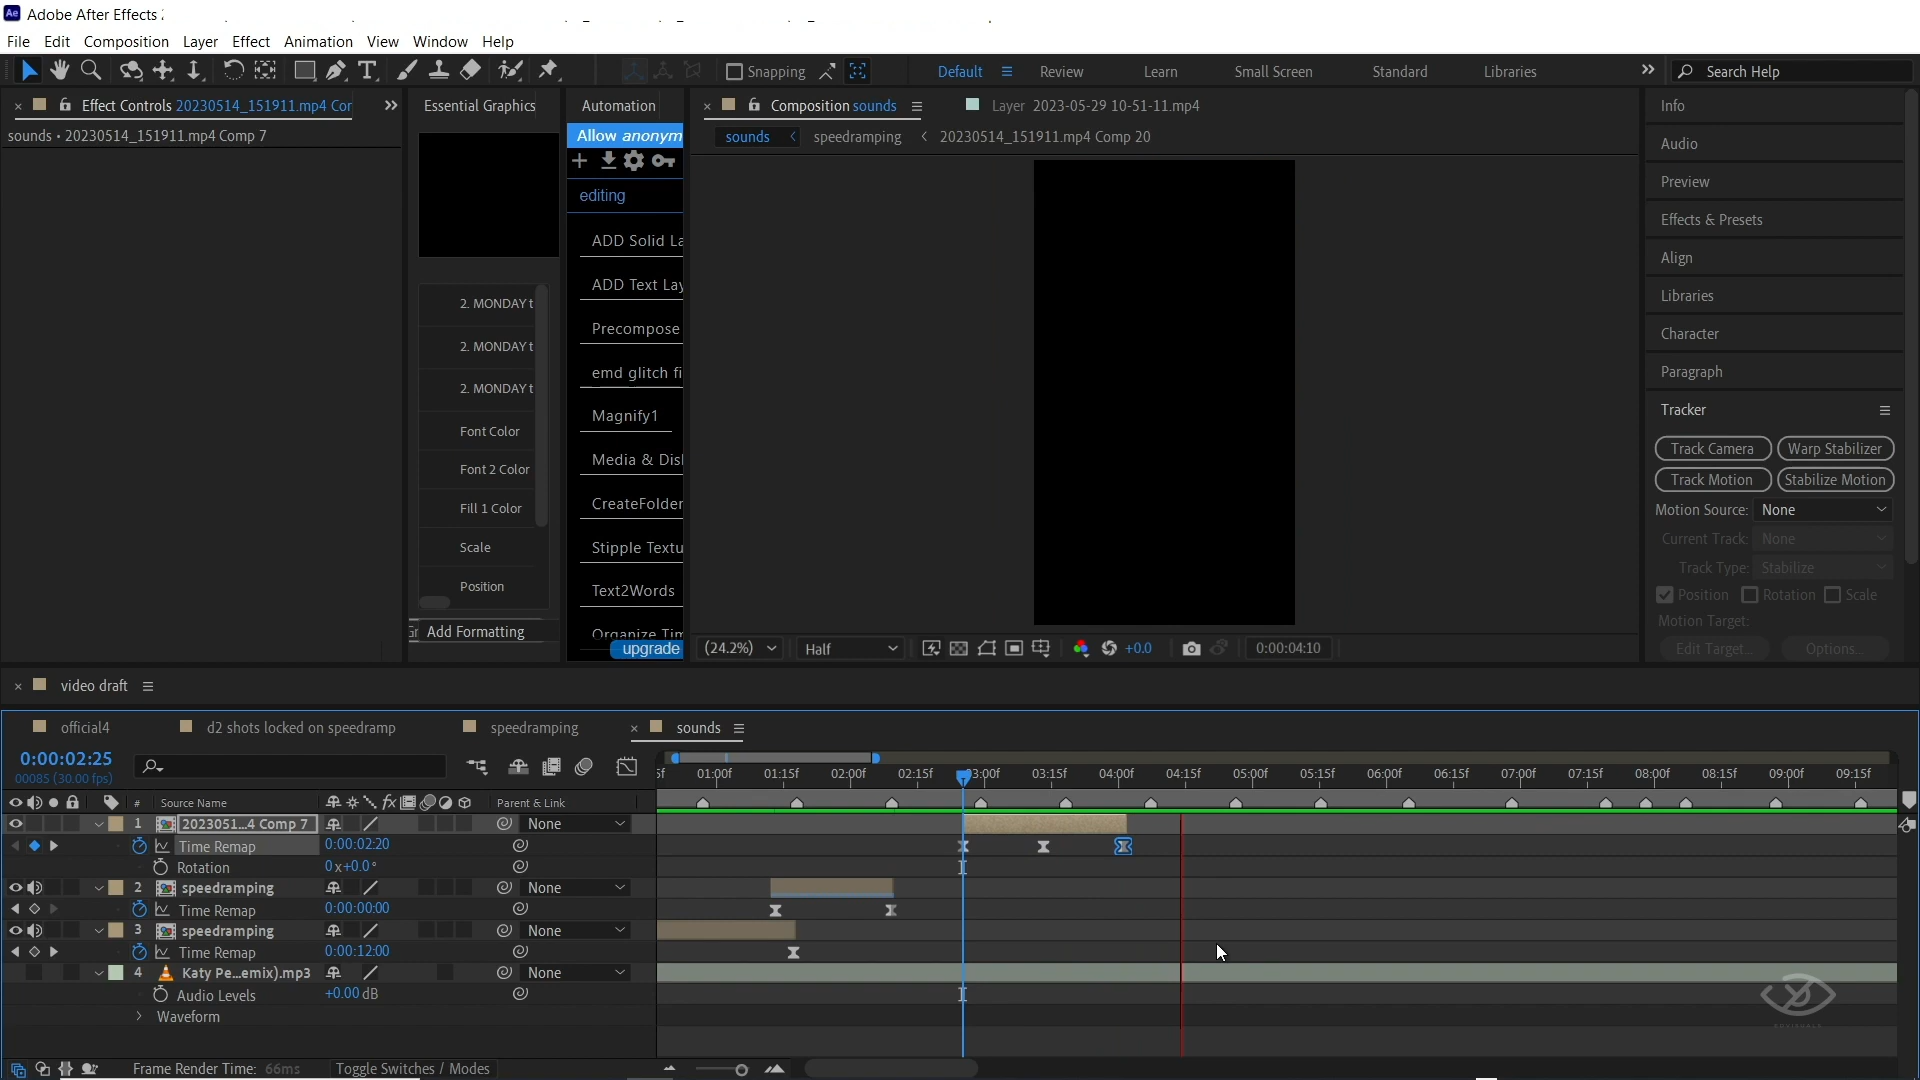 Adobe After Effects
File Edit Composition Layer Effect Animation View Window Help
Snapping Default Review Learn Small Screen Standard Libraries Search Help
Effect Controls 20230514_151911.mp4 Cor Essential Graphics Automation Composition sounds Layer 2023-05-29 10-51-11.mp4 Info
sounds • 20230514_151911.mp4 Comp 7
Allow anonym
sounds speedramping 20230514_151911.mp4 Comp 20
Audio
Preview
Effects & Presets
Align
Libraries
Character
Paragraph
Tracker
Track Camera Warp Stabilizer
Track Motion Stabilize Motion
Motion Source: None
Current Track: None
Track Type: Stabilize
Position Rotation Scale
Motion Target:
Edit Target... Options...
editing
ADD Solid La
ADD Text Lay
Precompose
emd glitch fi
Magnify1
Media & Dis
CreateFolder
Stipple Textu
Text2Words
Organize Tim
upgrade
2. MONDAY t
2. MONDAY t
2. MONDAY t
Font Color
Font 2 Color
Fill 1 Color
Scale
Position
Add Formatting
(24.2%) Half +0.0 0:00:04:10
video draft
official4 d2 shots locked on speedramp speedramping sounds
0:00:02:25
00085 (30.00 fps)
5f 01:00f 01:15f 02:00f 02:15f 03:00f 03:15f 04:00f 04:15f 05:00f 05:15f 06:00f 06:15f 07:00f 07:15f 08:00f 08:15f 09:00f 09:15f
# Source Name fx Parent & Link
1 2023051...4 Comp 7 None
Time Remap 0:00:02:20
Rotation 0x+0.0°
2 speedramping None
Time Remap 0:00:00:00
3 speedramping None
Time Remap 0:00:12:00
4 Katy Pe...emix).mp3 None
Audio Levels +0.00 dB
Waveform
Frame Render Time: 66ms Toggle Switches / Modes